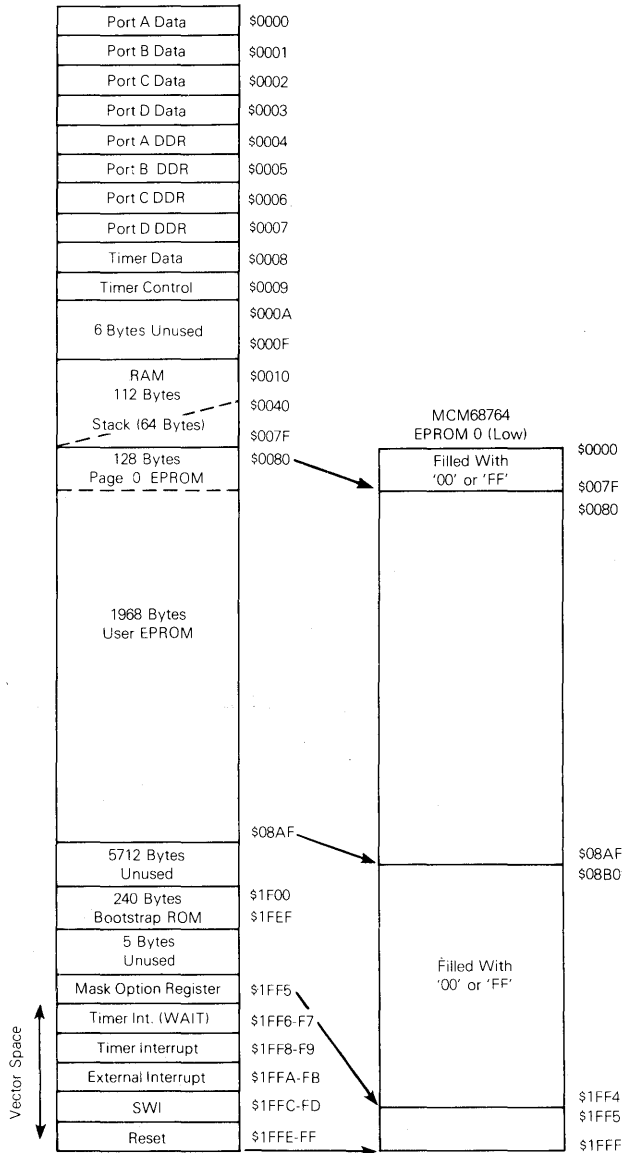 Port A Data $0000
Port B Data $0001
Port C Data $0002
Port D Data $0003
Port A DDR $0004
Port B DDR $0005
Port C DDR $0006
Port D DDR $0007
Timer Data $0008
Timer Control $0009
$000A
6 Bytes Unused
$000F
RAM $0010
112 Bytes
$0040
Stack (64 Bytes)
$007F
128 Bytes $0080
Page 0 EPROM
1968 Bytes
User EPROM
$08AF
5712 Bytes
Unused
240 Bytes $1F00
Bootstrap ROM $1FEF
5 Bytes
Unused
Mask Option Register $1FF5
Timer Int. (WAIT) $1FF6-F7
Timer Interrupt $1FF8-F9
External Interrupt $1FFA-FB
SWI $1FFC-FD
Reset $1FFE-FF
Vector Space
MCM68764
EPROM 0 (Low)
$0000
Filled With
'00' or 'FF'
$007F
$0080
$08AF
$08B0
Filled With
'00' or 'FF'
$1FF4
$1FF5
$1FFF